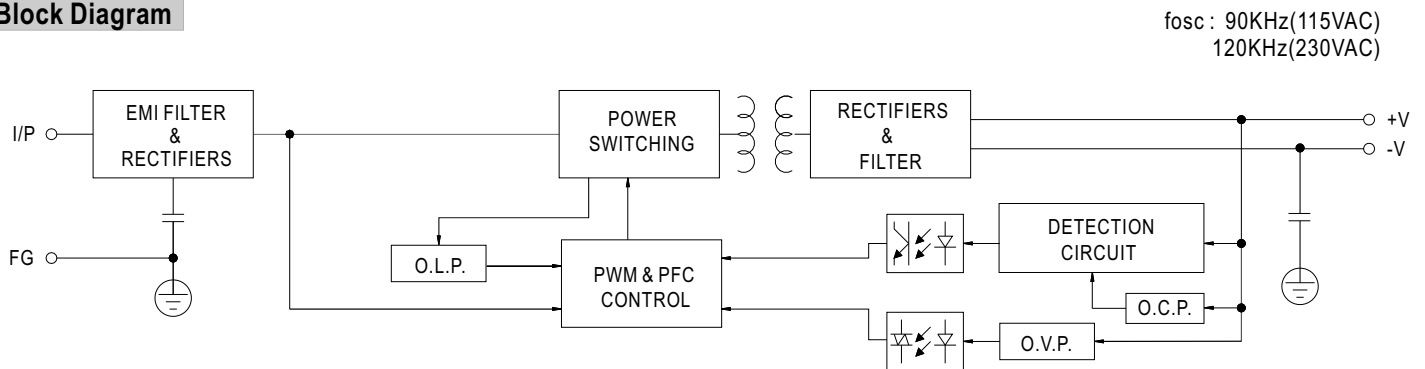 Block Diagram
fosc : 90KHz(115VAC)
120KHz(230VAC)
I/P
EMI FILTER
&
RECTIFIERS
POWER
SWITCHING
RECTIFIERS
&
FILTER
+V
-V
FG
O.L.P.
PWM & PFC
CONTROL
DETECTION
CIRCUIT
O.C.P.
O.V.P.